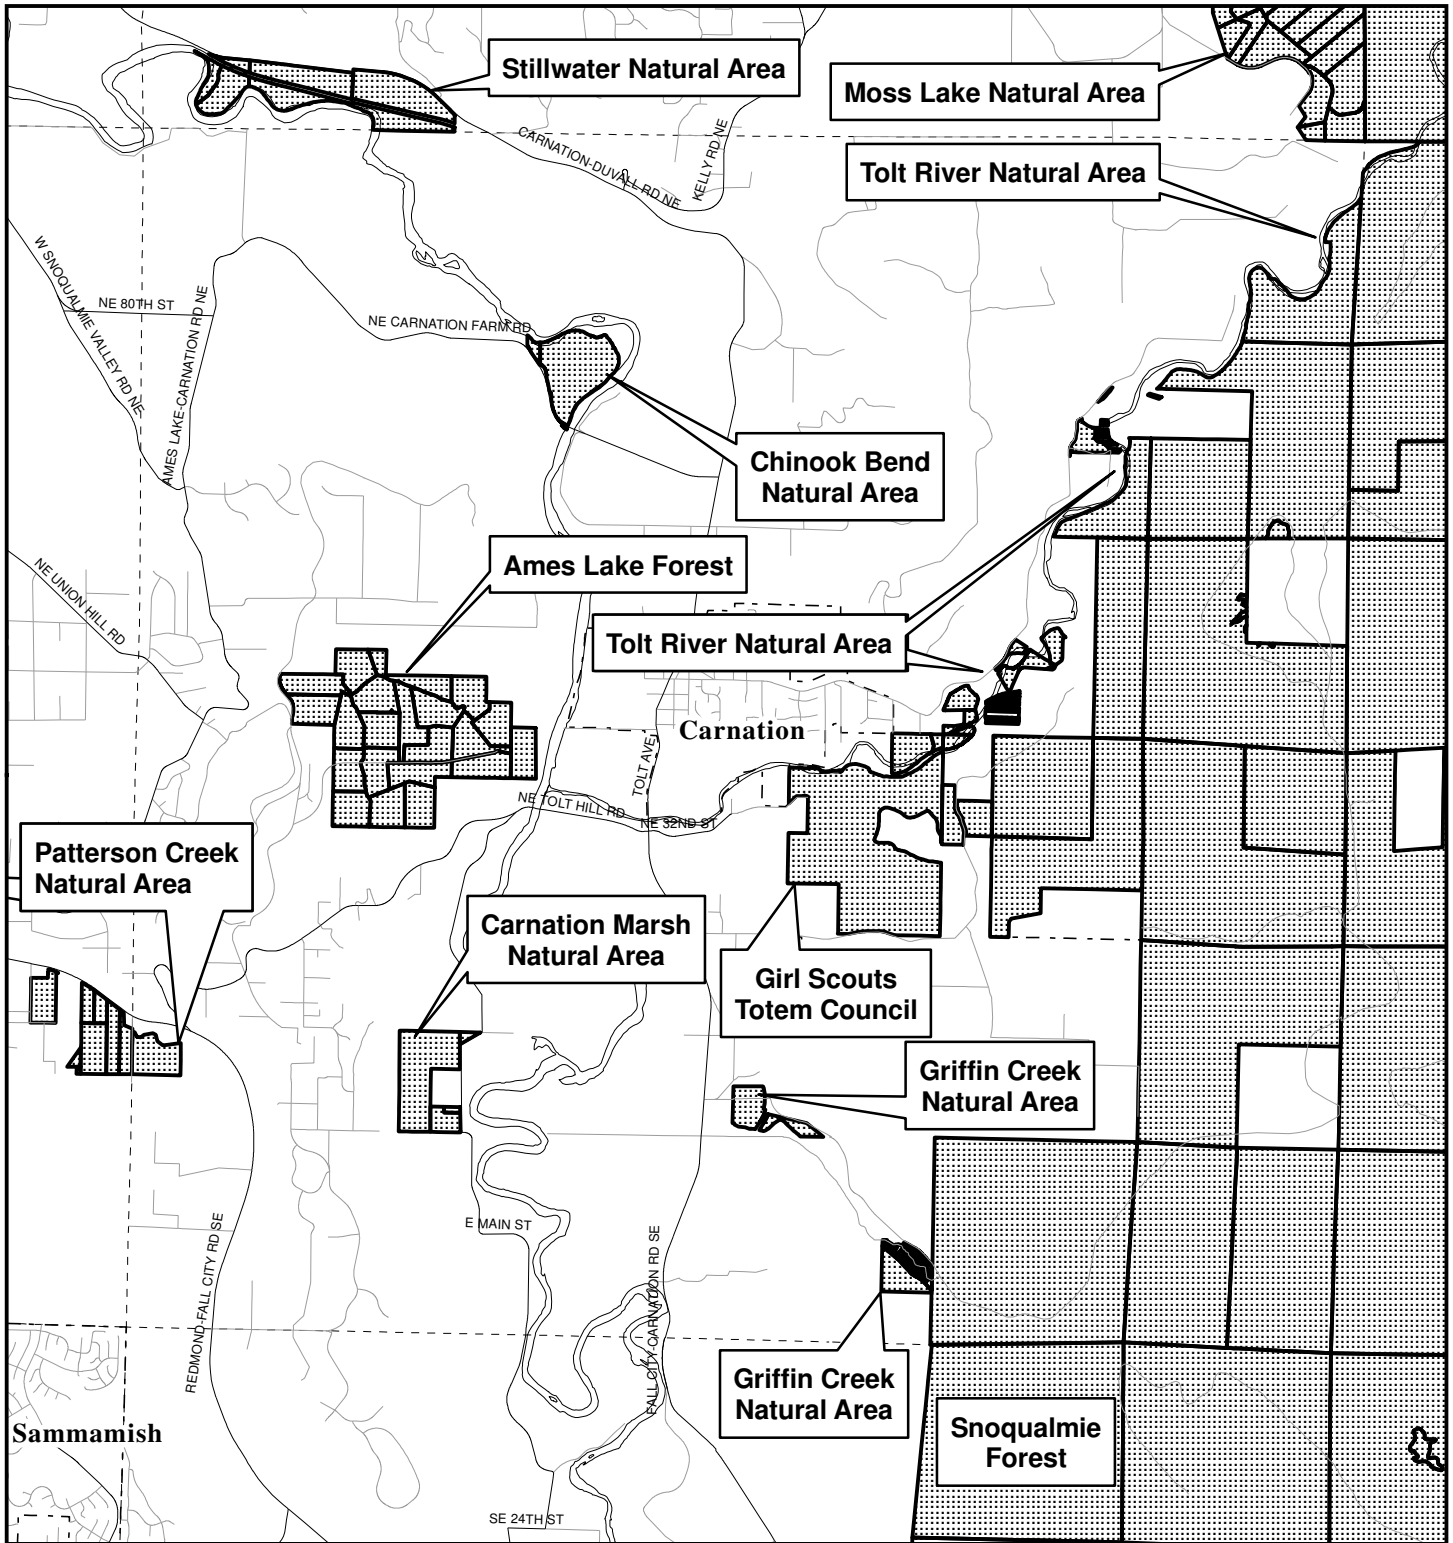 Stillwater Natural Area
Moss Lake Natural Area
CARNATION-DUVALL RD NE
KELLY RD NE
Tolt River Natural Area
W SNOQUALMIE VALLEY RD NE
NE 80TH ST
AMES LAKE-CARNATION RD NE
NE CARNATION FARM RD
Chinook Bend
Natural Area
Ames Lake Forest
NE UNION HILL RD
Tolt River Natural Area
Carnation
TOLT AVE
NE TOLT HILL RD
NE 32ND ST
Patterson Creek
Natural Area
Carnation Marsh
Natural Area
Girl Scouts
Totem Council
Griffin Creek
Natural Area
E MAIN ST
REDMOND-FALL CITY RD SE
FALL CITY-CARNATION RD SE
Griffin Creek
Natural Area
Snoqualmie
Forest
Sammamish
SE 24TH ST